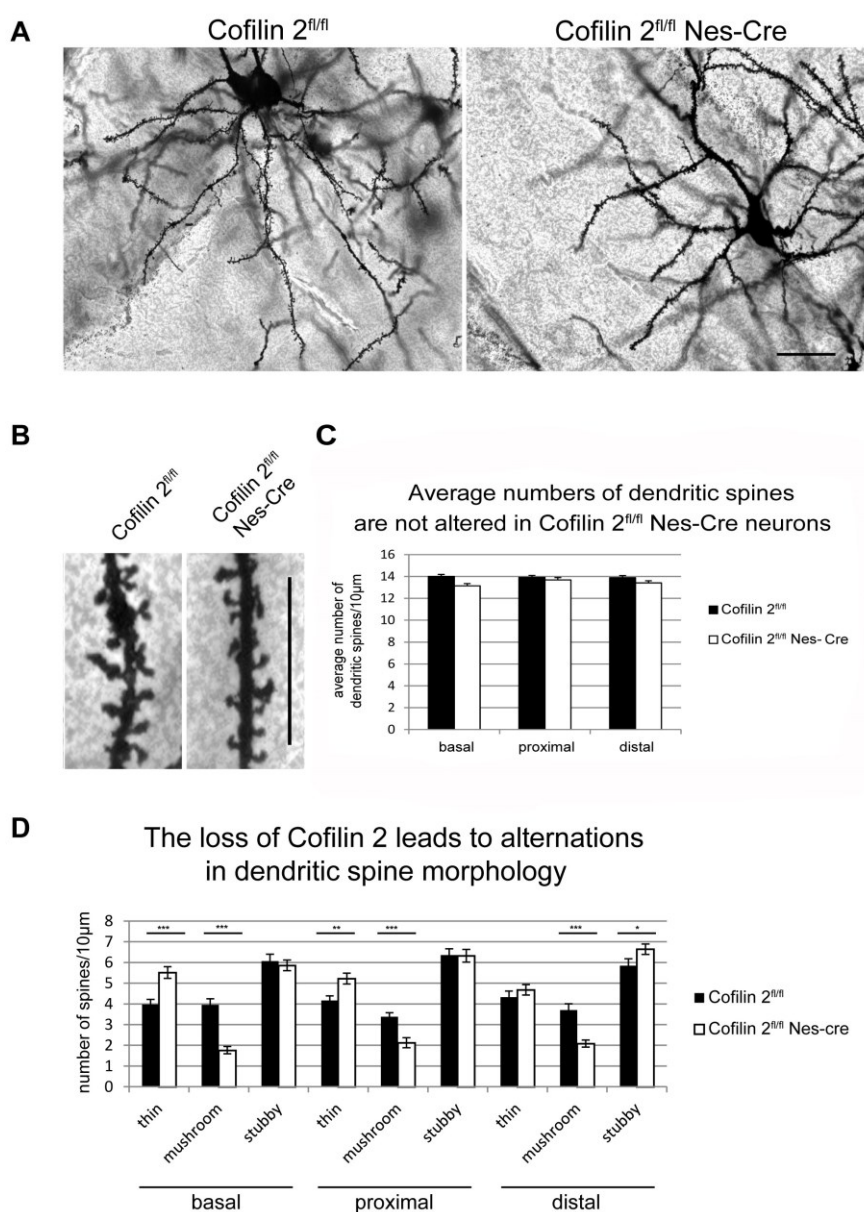 A
Cofilin 2fl/fl
Cofilin 2fl/fl Nes-Cre
B
Cofilin 2fl/fl
Cofilin 2fl/fl
Nes-Cre
C
Average numbers of dendritic spines
are not altered in Cofilin 2fl/fl Nes-Cre neurons
average number of
dendritic spines/10µm
16
14
12
10
8
6
4
2
0
basal proximal distal
Cofilin 2fl/fl
Cofilin 2fl/fl Nes- Cre
D
The loss of Cofilin 2 leads to alternations
in dendritic spine morphology
number of spines/10µm
8
7
6
5
4
3
2
1
0
*** *** ** *** *** *
thin mushroom stubby thin mushroom stubby thin mushroom stubby
basal proximal distal
Cofilin 2fl/fl
Cofilin 2fl/fl Nes-cre